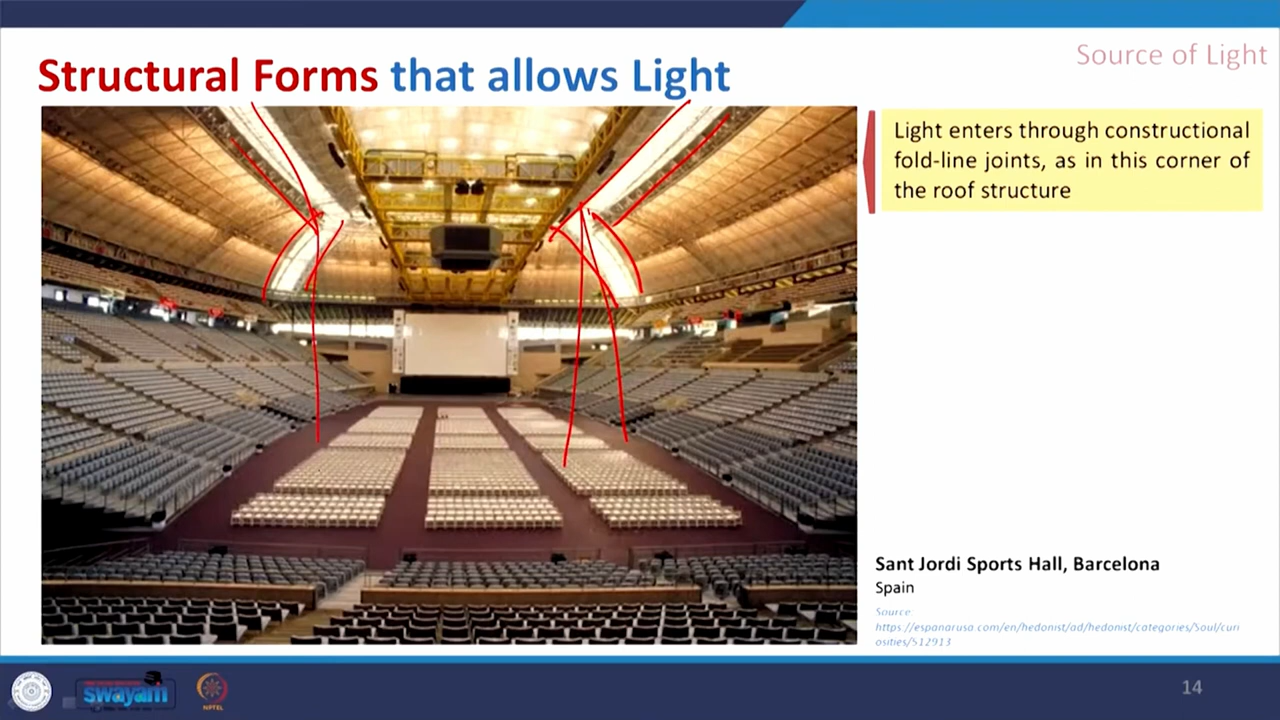 Source of Light
Structural Forms that allows Light
Light enters through constructional
fold-line joints, as in this corner of
the roof structure
Sant Jordi Sports Hall, Barcelona
Spain
Source:
https://espanarusa.com/en/hedonist/ad/hedonist/categories/Soul/curi
osities/512913
swayam
NPTEL
14